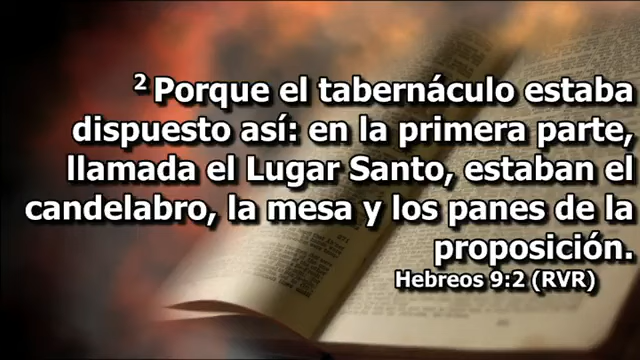 2 Porque el tabernáculo estaba
dispuesto así: en la primera parte,
llamada el Lugar Santo, estaban el
candelabro, la mesa y los panes de la
proposición.
Hebreos 9:2 (RVR)